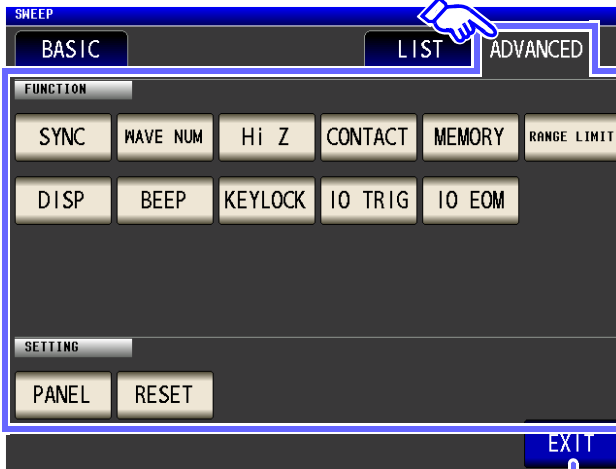 SWEEP
BASIC LIST ADVANCED
FUNCTION
SYNC WAVE NUM Hi Z CONTACT MEMORY RANGE LIMIT
DISP BEEP KEYLOCK IO TRIG IO EOM
SETTING
PANEL RESET
EXIT